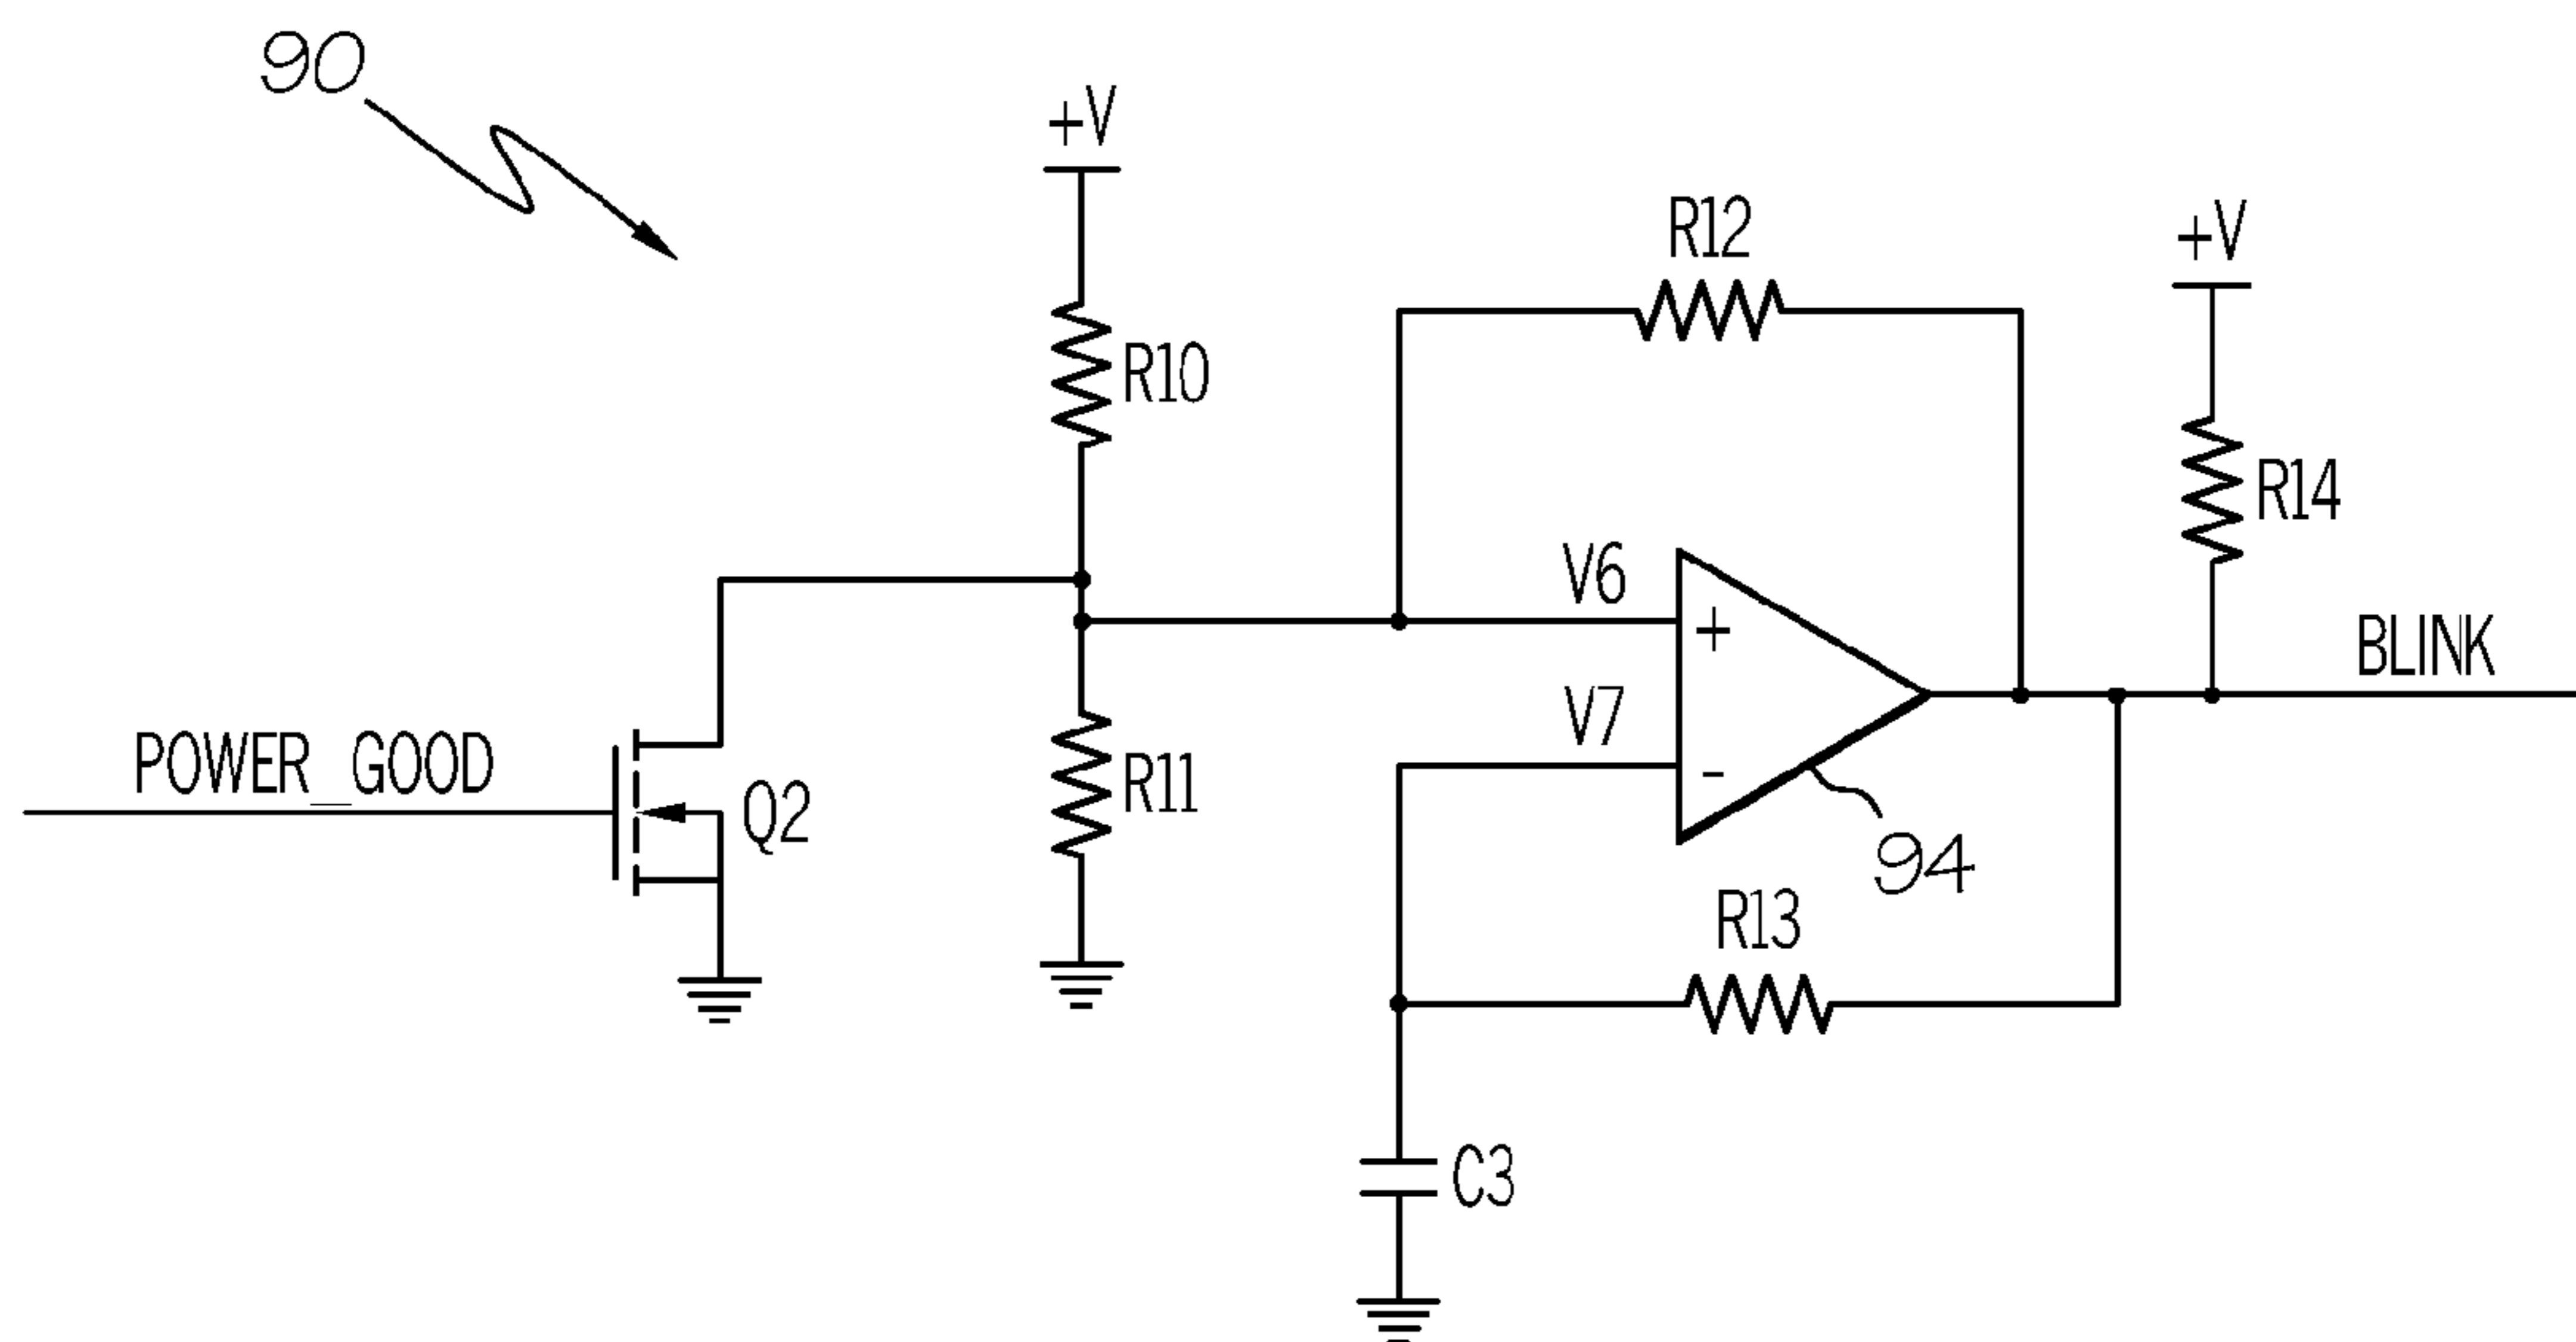 90
+V
R12
+V
R10
R14
V6
+
BLINK
V7
POWER_GOOD
Q2
R11
-
94
R13
C3